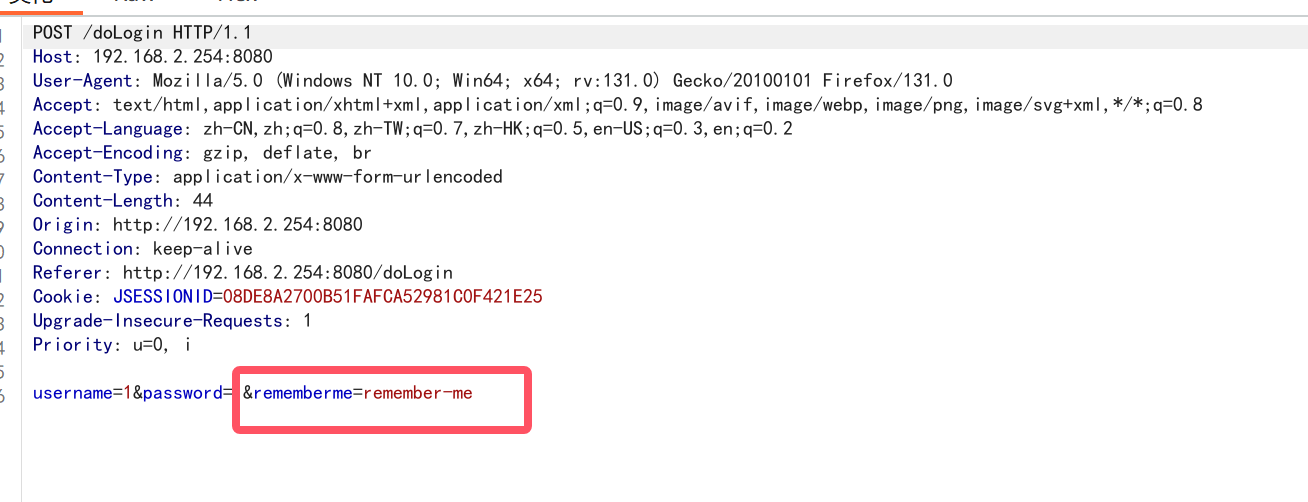 POST /doLogin HTTP/1.1
Host: 192.168.2.254:8080
User-Agent: Mozilla/5.0 (Windows NT 10.0; Win64; x64; rv:131.0) Gecko/20100101 Firefox/131.0
Accept: text/html,application/xhtml+xml,application/xml;q=0.9,image/avif,image/webp,image/png,image/svg+xml,*/*;q=0.8
Accept-Language: zh-CN,zh;q=0.8,zh-TW;q=0.7,zh-HK;q=0.5,en-US;q=0.3,en;q=0.2
Accept-Encoding: gzip, deflate, br
Content-Type: application/x-www-form-urlencoded
Content-Length: 44
Origin: http://192.168.2.254:8080
Connection: keep-alive
Referer: http://192.168.2.254:8080/doLogin
Cookie: JSESSIONID=08DE8A2700B51FAFCA52981C0F421E25
Upgrade-Insecure-Requests: 1
Priority: u=0, i
username=1&password= &rememberme=remember-me